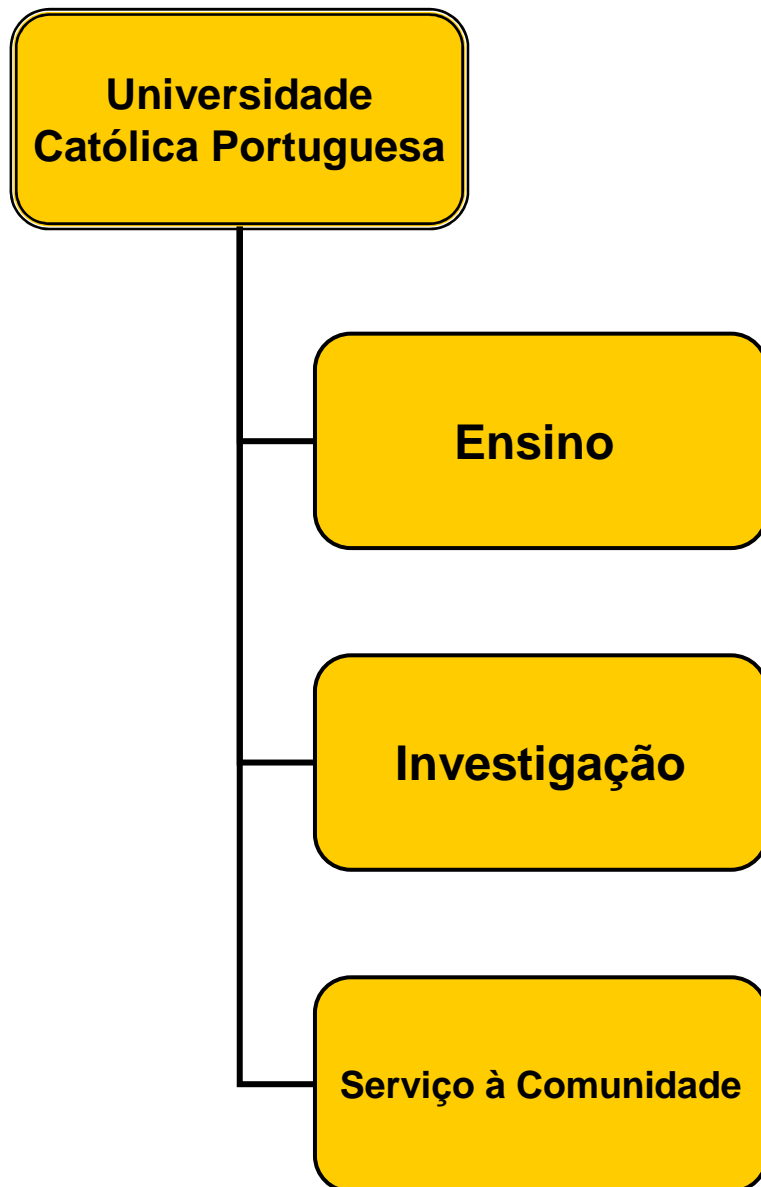 Universidade
Católica Portuguesa
Ensino
Investigação
Serviço à Comunidade